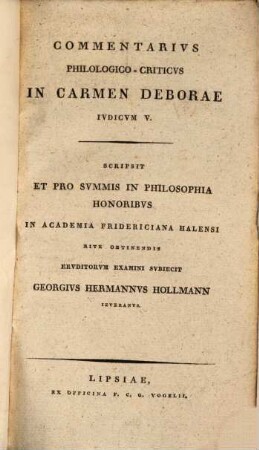 COMMENTARIVS
PHILOLOGICO-CRITICVS
IN CARMEN DEBORAE
IVDICVM V.
SCRIPSIT
ET PRO SVMMIS IN PHILOSOPHIA
HONORIBVS
IN ACADEMIA FRIDERICIANA HALENSI
RITE OBTINENDIS
ERVDITORVM EXAMINI SVBIECIT
GEORGIVS HERMANNVS HOLLMANN
IEVERANVS.
LIPSIAE,
EX OFFICINA F. C. G. VOGELII.